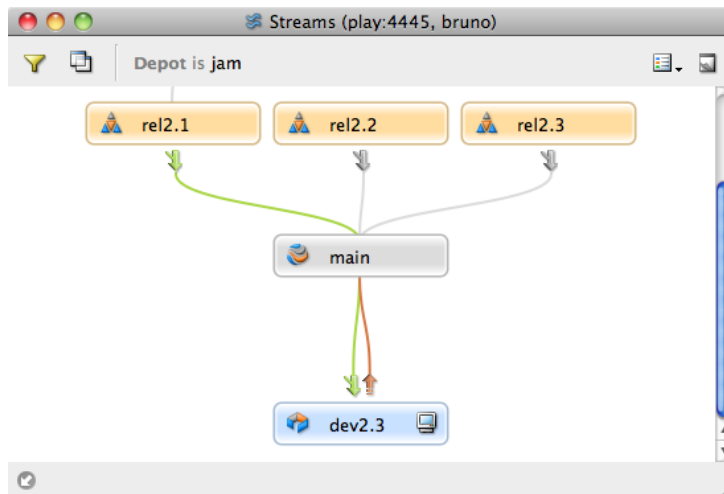 Streams (play:4445, bruno)
Depot is jam
rel2.1 rel2.2 rel2.3
main
dev2.3